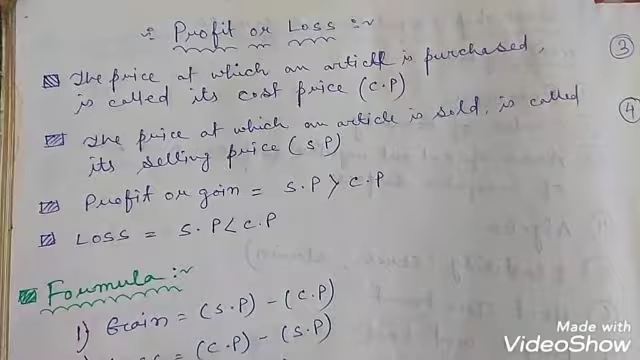 :- Profit or Loss :~
The price at which an article is purchased,
is called its cost price (C.P)
The price at which an article is sold, is called
its selling price (S.P)
Profit or gain = S.P > C.P
Loss = S.P < C.P
Formula :~
1) Gain = (S.P) - (C.P)
= (C.P) - (S.P)
3
4
Made with
VideoShow